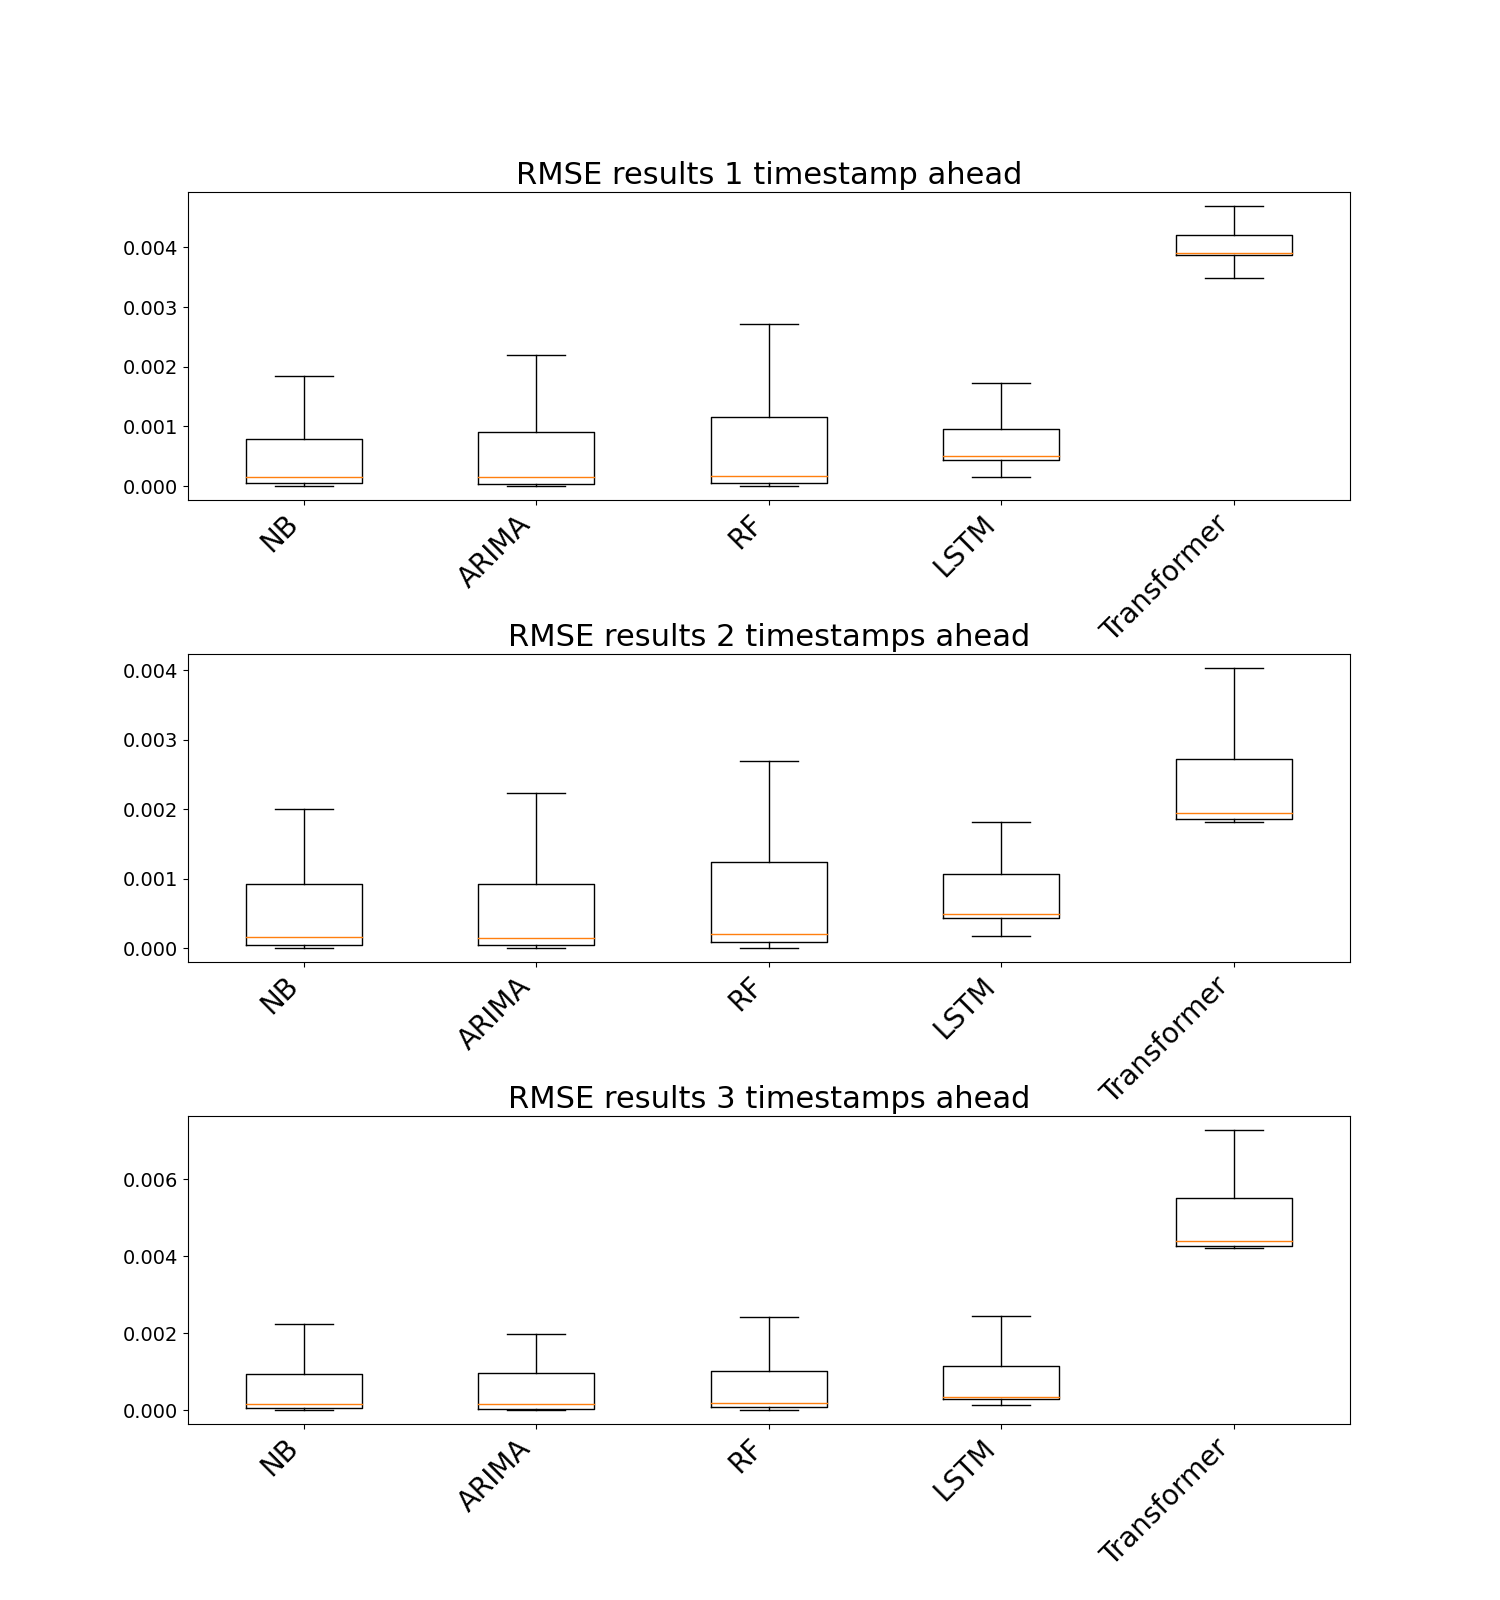 RMSE results 1 timestamp ahead
0.004
0.003
0.002
0.001
0.000
NB ARIMA RF LSTM Transformer
RMSE results 2 timestamps ahead
0.004
0.003
0.002
0.001
0.000
NB ARIMA RF LSTM Transformer
RMSE results 3 timestamps ahead
0.006
0.004
0.002
0.000
NB ARIMA RF LSTM Transformer